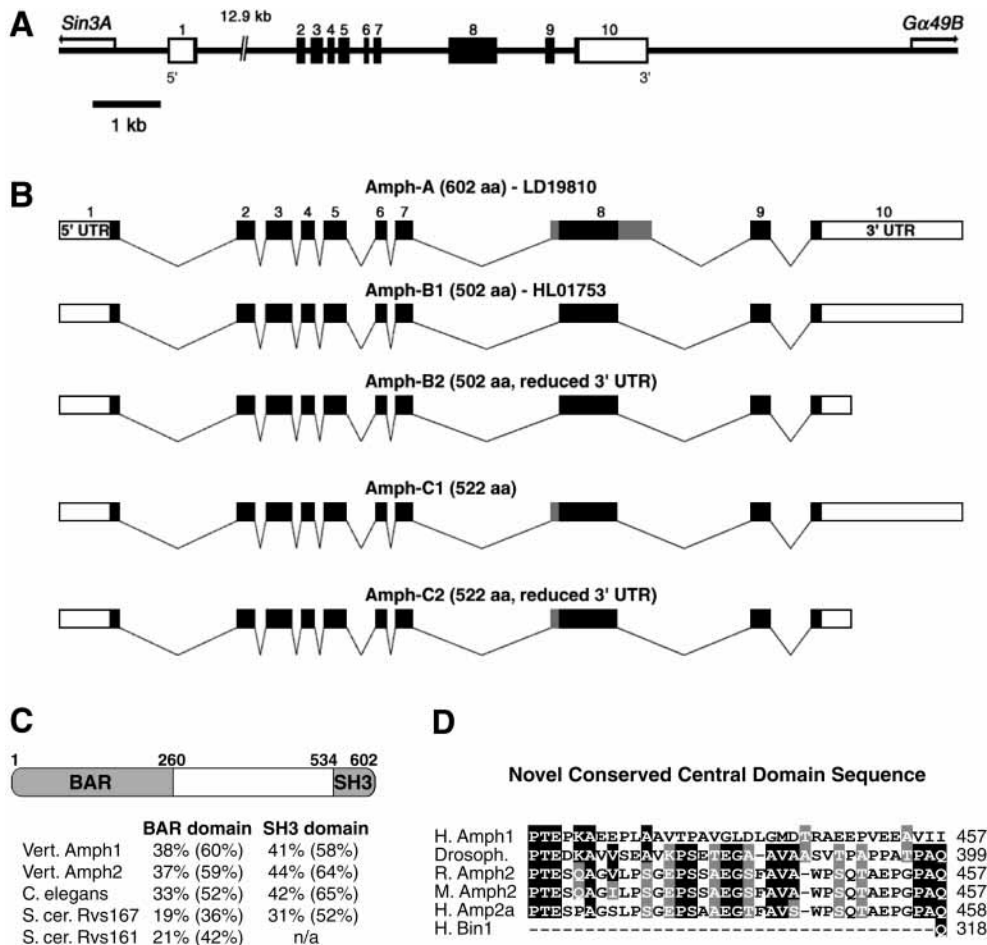 A
Sin3A
12.9 kb
Gα49B
1 2 3 4 5 6 7 8 9 10
5' 3'
1 kb
B
Amph-A (602 aa) - LD19810
1 2 3 4 5 6 7 8 9 10
5' UTR 3' UTR
Amph-B1 (502 aa) - HL01753
Amph-B2 (502 aa, reduced 3' UTR)
Amph-C1 (522 aa)
Amph-C2 (522 aa, reduced 3' UTR)
C
1 260 534 602
BAR SH3
BAR domain SH3 domain
Vert. Amph1 38% (60%) 41% (58%)
Vert. Amph2 37% (59%) 44% (64%)
C. elegans 33% (52%) 42% (65%)
S. cer. Rvs167 19% (36%) 31% (52%)
S. cer. Rvs161 21% (42%) n/a
D
Novel Conserved Central Domain Sequence
H. Amph1 PTEPKAEEPLAAVTPAVGLDLGMDTRAEEPVEEAVII 457
Drosoph. PTEDKAVVSEAVKPSETEGA-AVAASVTPAPPATPAQ 399
R. Amph2 PTESQAGVLPSGEPSSAEGSFAVA-WPSQTAEPGPAQ 457
M. Amph2 PTESQAGILPSGEPSSAEGSFAVA-WPSQTAEPGPAQ 457
H. Amp2a PTESPAGSLPSGEPSAAEGTFAVS-WPSQTAEPGPAQ 458
H. Bin1 ------------------------------------Q 318